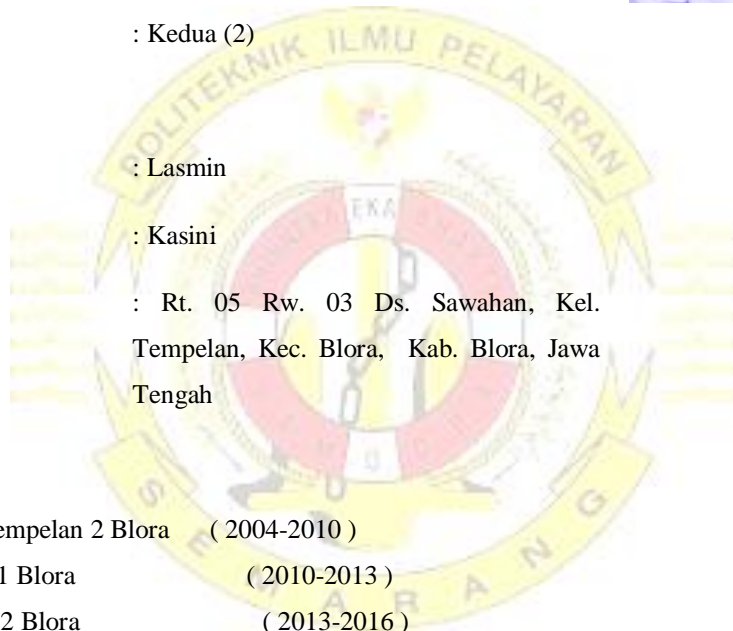 : Kedua (2)
POLITEKNIK ILMU PELAYARAN
: Lasmin
EKA
: Kasini
: Rt. 05 Rw. 03 Ds. Sawahan, Kel.
Tempelan, Kec. Blora, Kab. Blora, Jawa
Tengah
empelan 2 Blora ( 2004-2010 )
1 Blora ( 2010-2013 )
2 Blora ( 2013-2016 )
SEMARANG